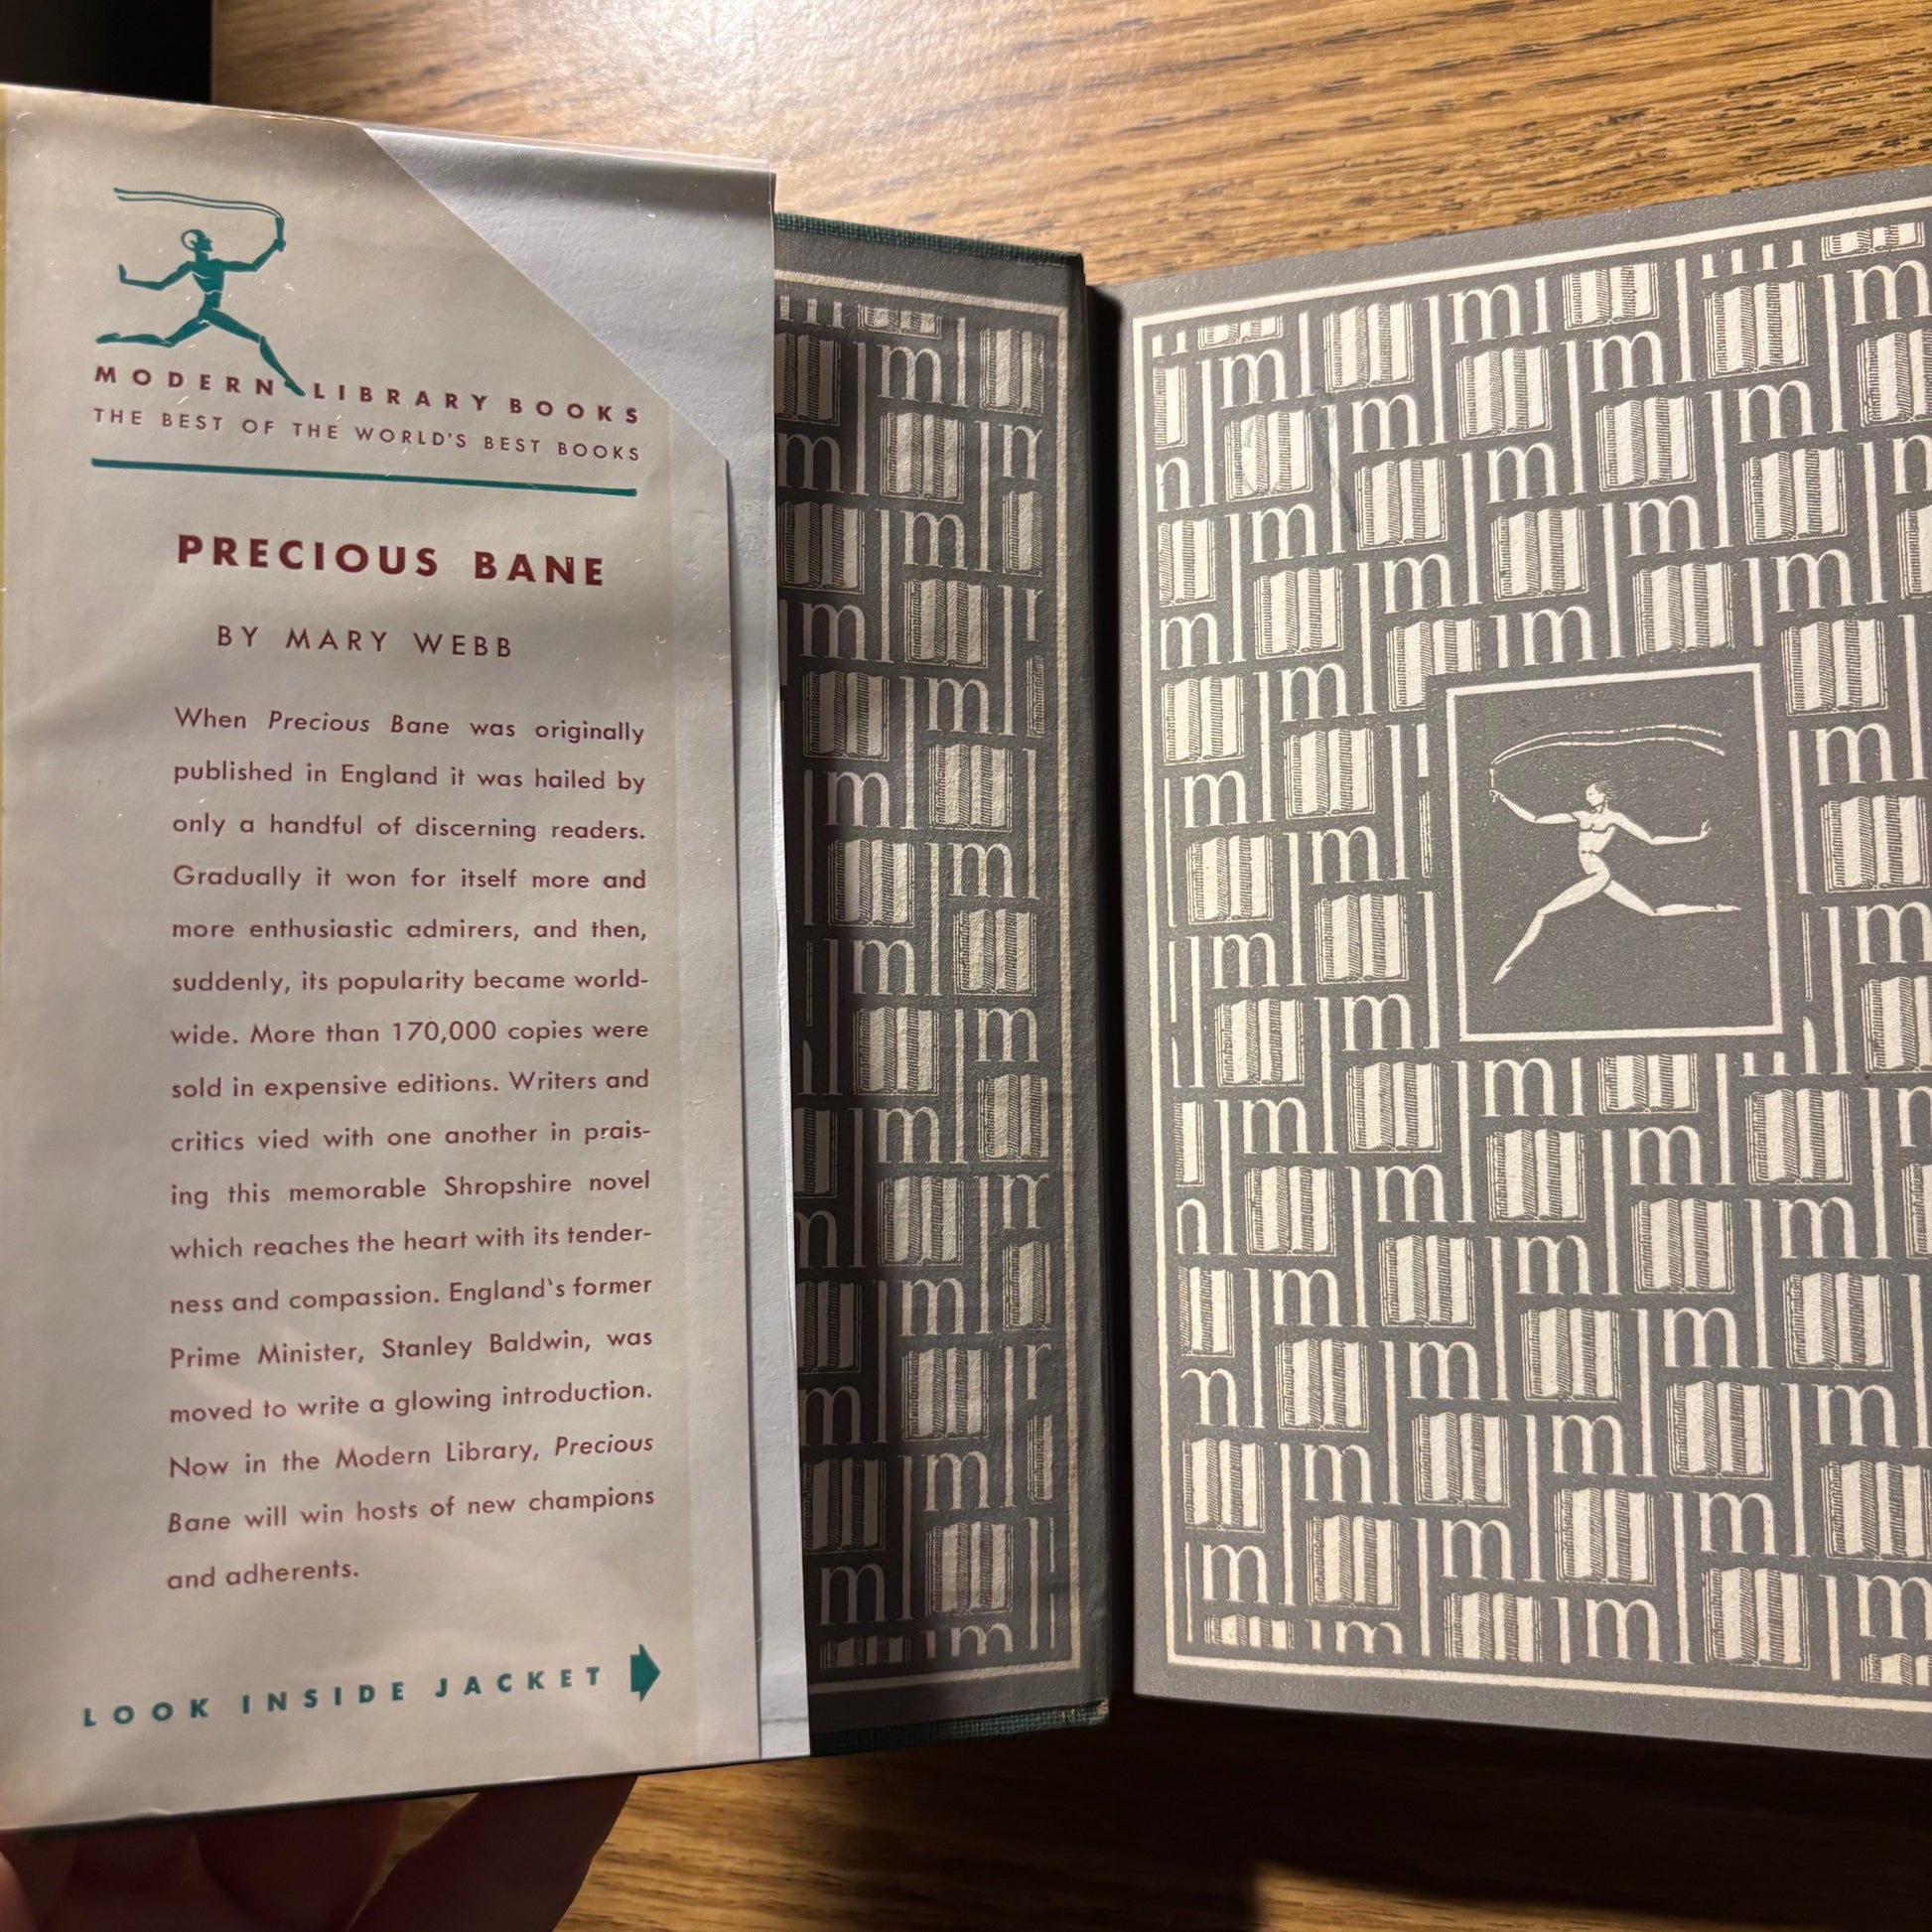 MODERN LIBRARY BOOKS
THE BEST OF THE WORLD'S BEST BOOKS
PRECIOUS BANE
BY MARY WEBB
When Precious Bane was originally
published in England it was hailed by
only a handful of discerning readers.
Gradually it won for itself more and
more enthusiastic admirers, and then,
suddenly, its popularity became world-
wide. More than 170,000 copies were
sold in expensive editions. Writers and
critics vied with one another in prais-
ing this memorable Shropshire novel
which reaches the heart with its tender-
ness and compassion. England's former
Prime Minister, Stanley Baldwin, was
moved to write a glowing introduction.
Now in the Modern Library, Precious
Bane will win hosts of new champions
and adherents.
LOOK INSIDE JACKET